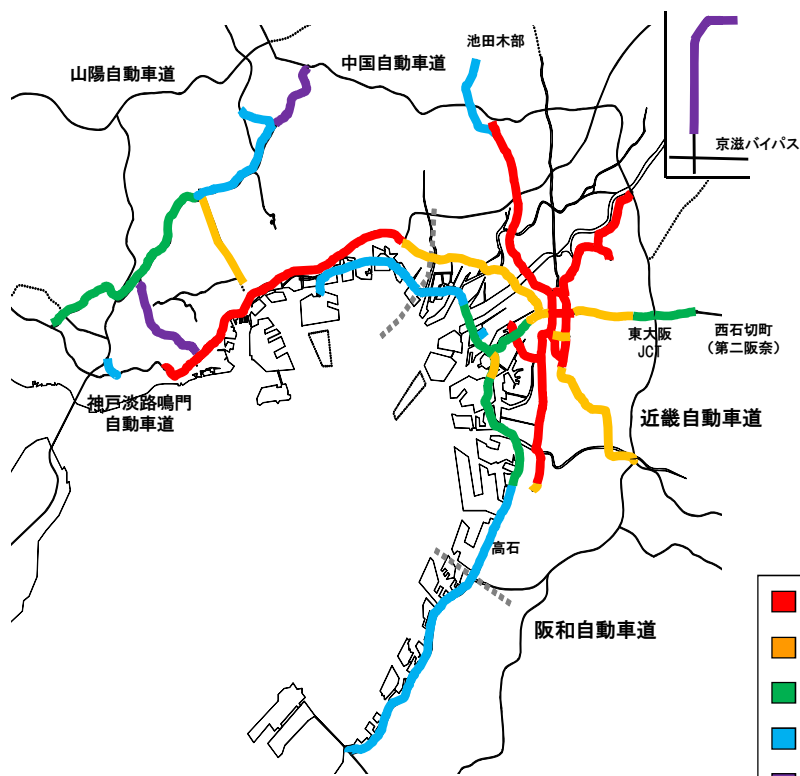 池田木部
中国自動車道
山陽自動車道
京滋バイパス
東大阪
JCT
西石切町
（第二阪奈）
神戸淡路鳴門
自動車道
近畿自動車道
高石
阪和自動車道